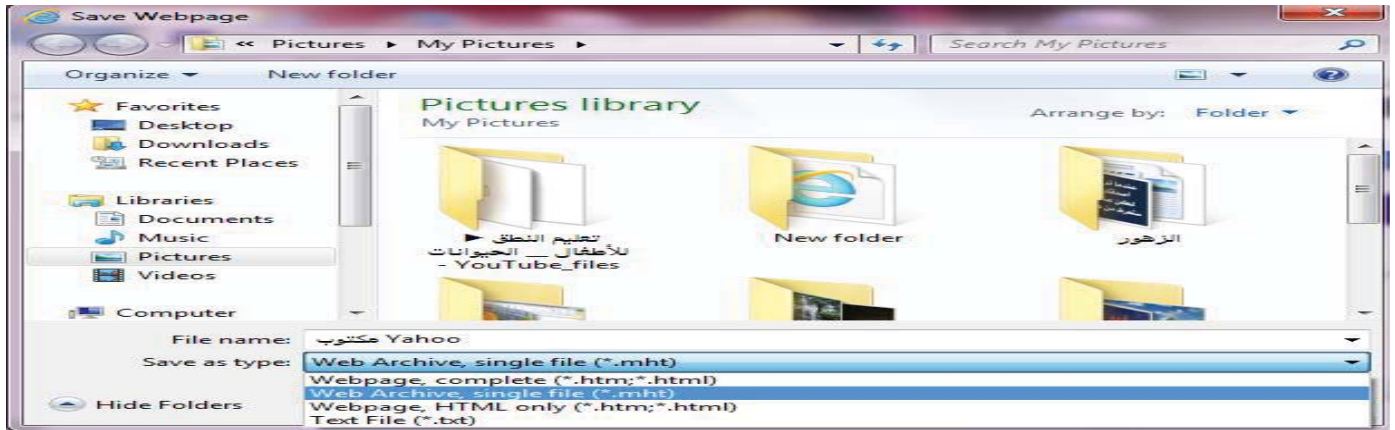 Save Webpage
« Pictures ▸ My Pictures ▸
Search My Pictures
Organize New folder
Favorites
Desktop
Downloads
Recent Places
Libraries
Documents
Music
Pictures
Videos
Computer
Pictures library
My Pictures
Arrange by: Folder
تعليم النطق ►
للأطفال __ الحيوانات
- YouTube_files
New folder
الزهور
File name: مكتوب Yahoo
Save as type: Web Archive, single file (*.mht)
Webpage, complete (*.htm;*.html)
Web Archive, single file (*.mht)
Webpage, HTML only (*.htm;*.html)
Text File (*.txt)
Hide Folders